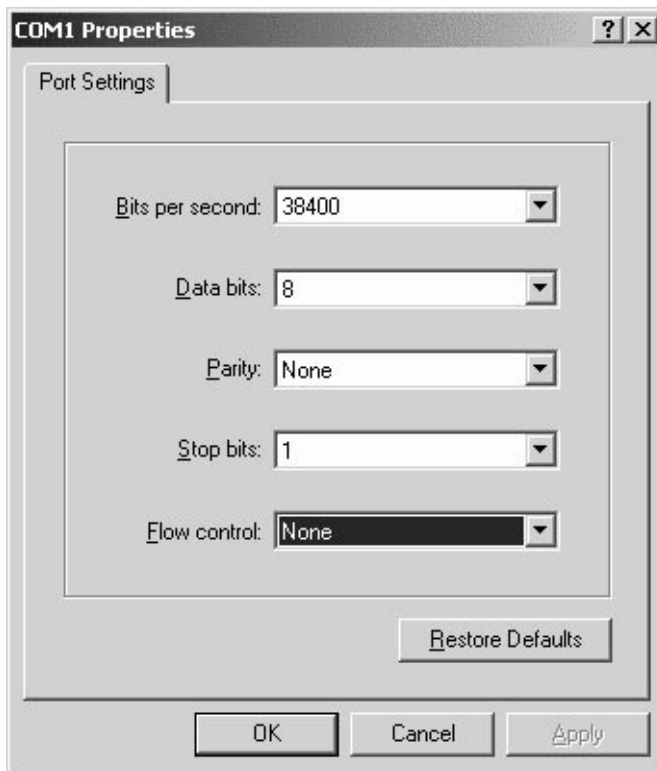 COM1 Properties
Port Settings
Bits per second: 38400
Data bits: 8
Parity: None
Stop bits: 1
Flow control: None
Restore Defaults
OK Cancel Apply